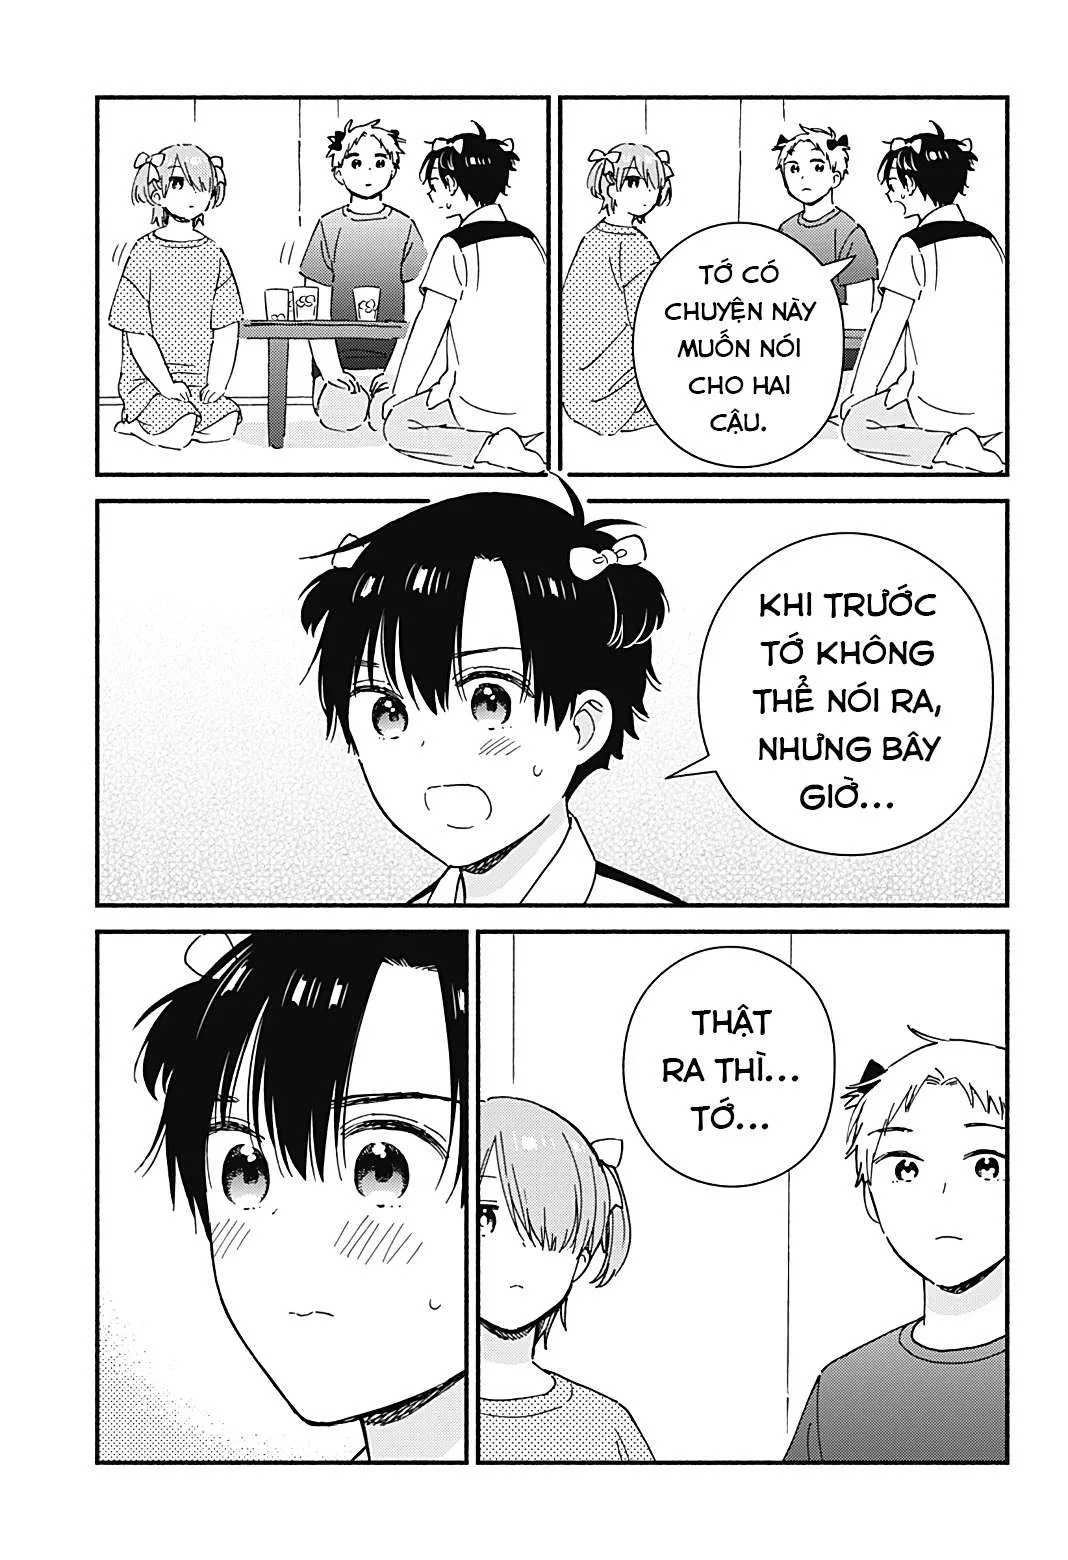 TỚ CÓ
CHUYỆN NÀY
MUỐN NÓI
CHO HAI
CẬU.
KHI TRƯỚC
TỚ KHÔNG
THỂ NÓI RA,
NHƯNG BÂY
GIỜ...
THẬT
RA THÌ...
TỚ...